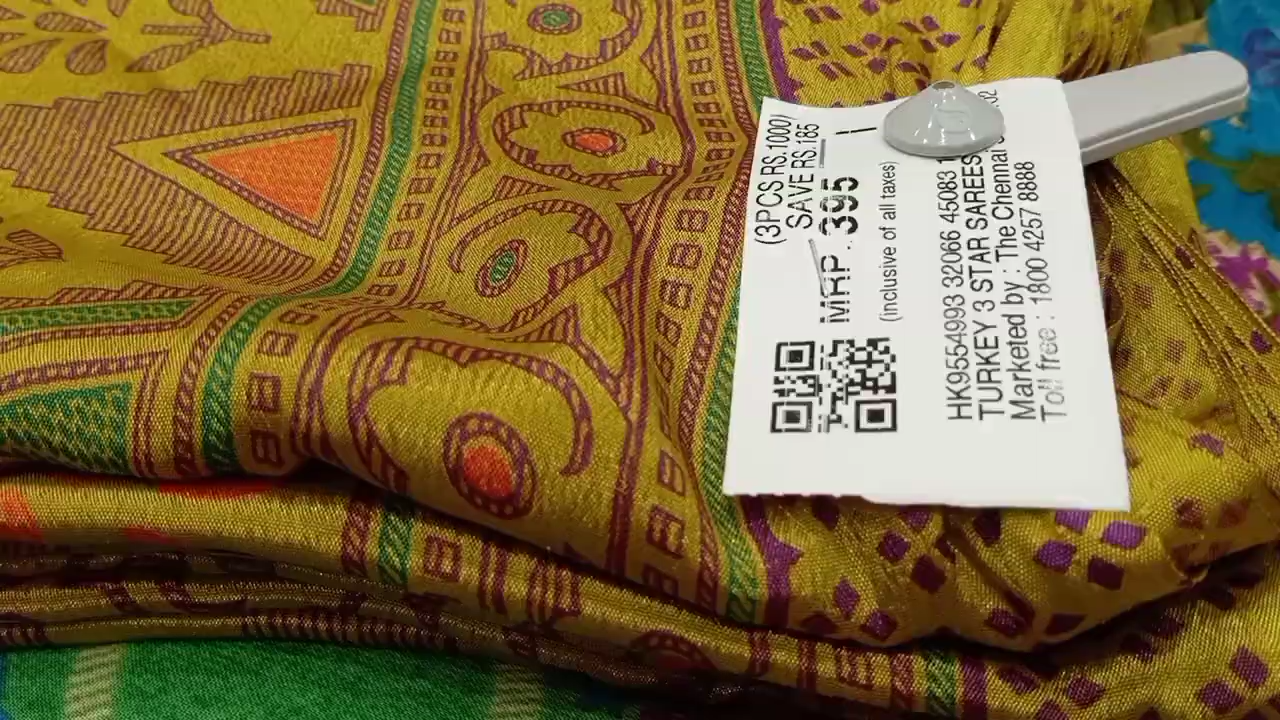 (3PCS RS.1000)
SAVE RS.185
MRP : 395
(inclusive of all taxes)
HK95554993 32066 45083
TURKEY 3 STAR SAREES
Marketed by : The Chennai
Toll free : 1800 4257 8888